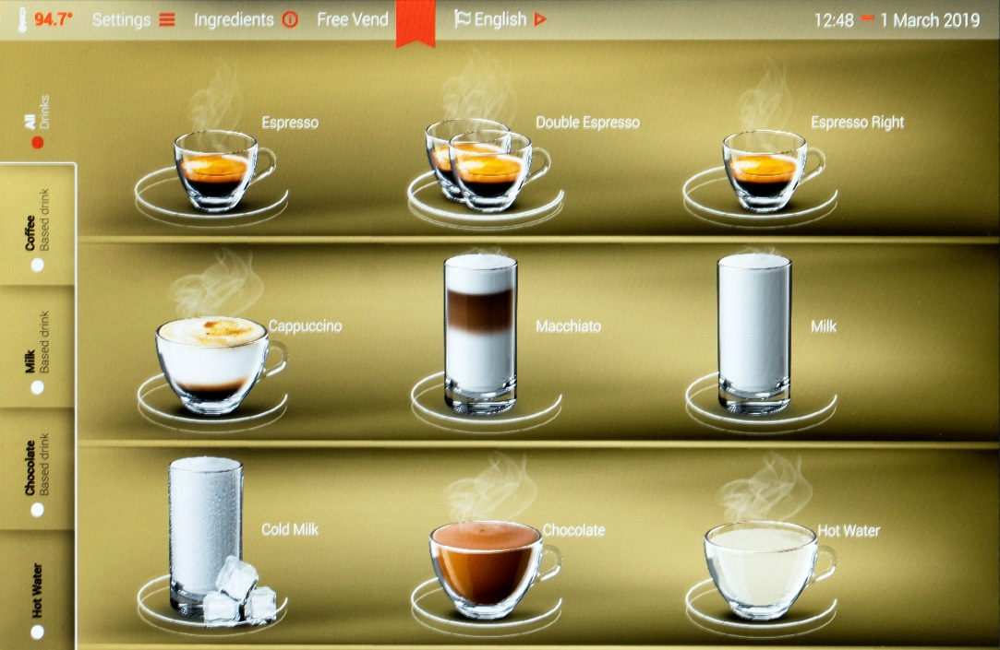 94.7° Settings Ingredients Free Vend English 12:48 1 March 2019
All
Drinks
Coffee
Based drink
Milk
Based drink
Chocolate
Based drink
Hot Water
Espresso Double Espresso Espresso Right
Cappuccino Macchiato Milk
Cold Milk Chocolate Hot Water